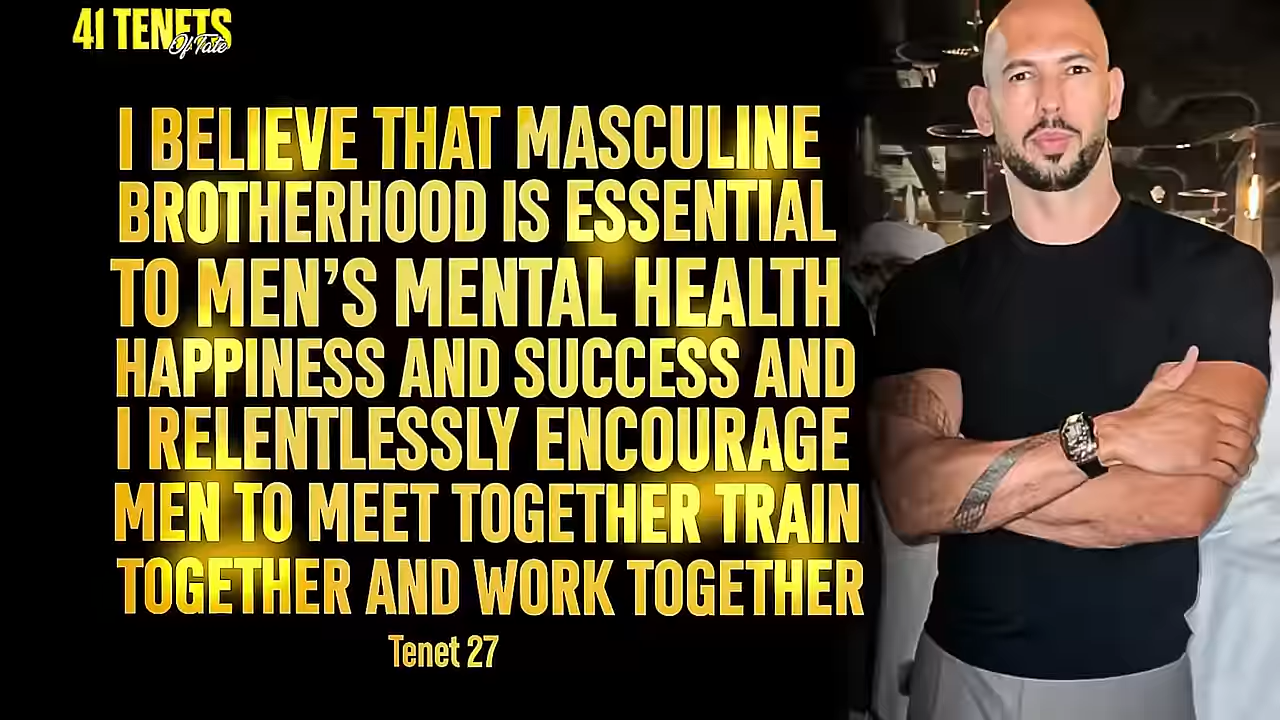 41 TENETS
Of Tate
I BELIEVE THAT MASCULINE
BROTHERHOOD IS ESSENTIAL
TO MEN'S MENTAL HEALTH
HAPPINESS AND SUCCESS AND
I RELENTLESSLY ENCOURAGE
MEN TO MEET TOGETHER TRAIN
TOGETHER AND WORK TOGETHER
Tenet 27